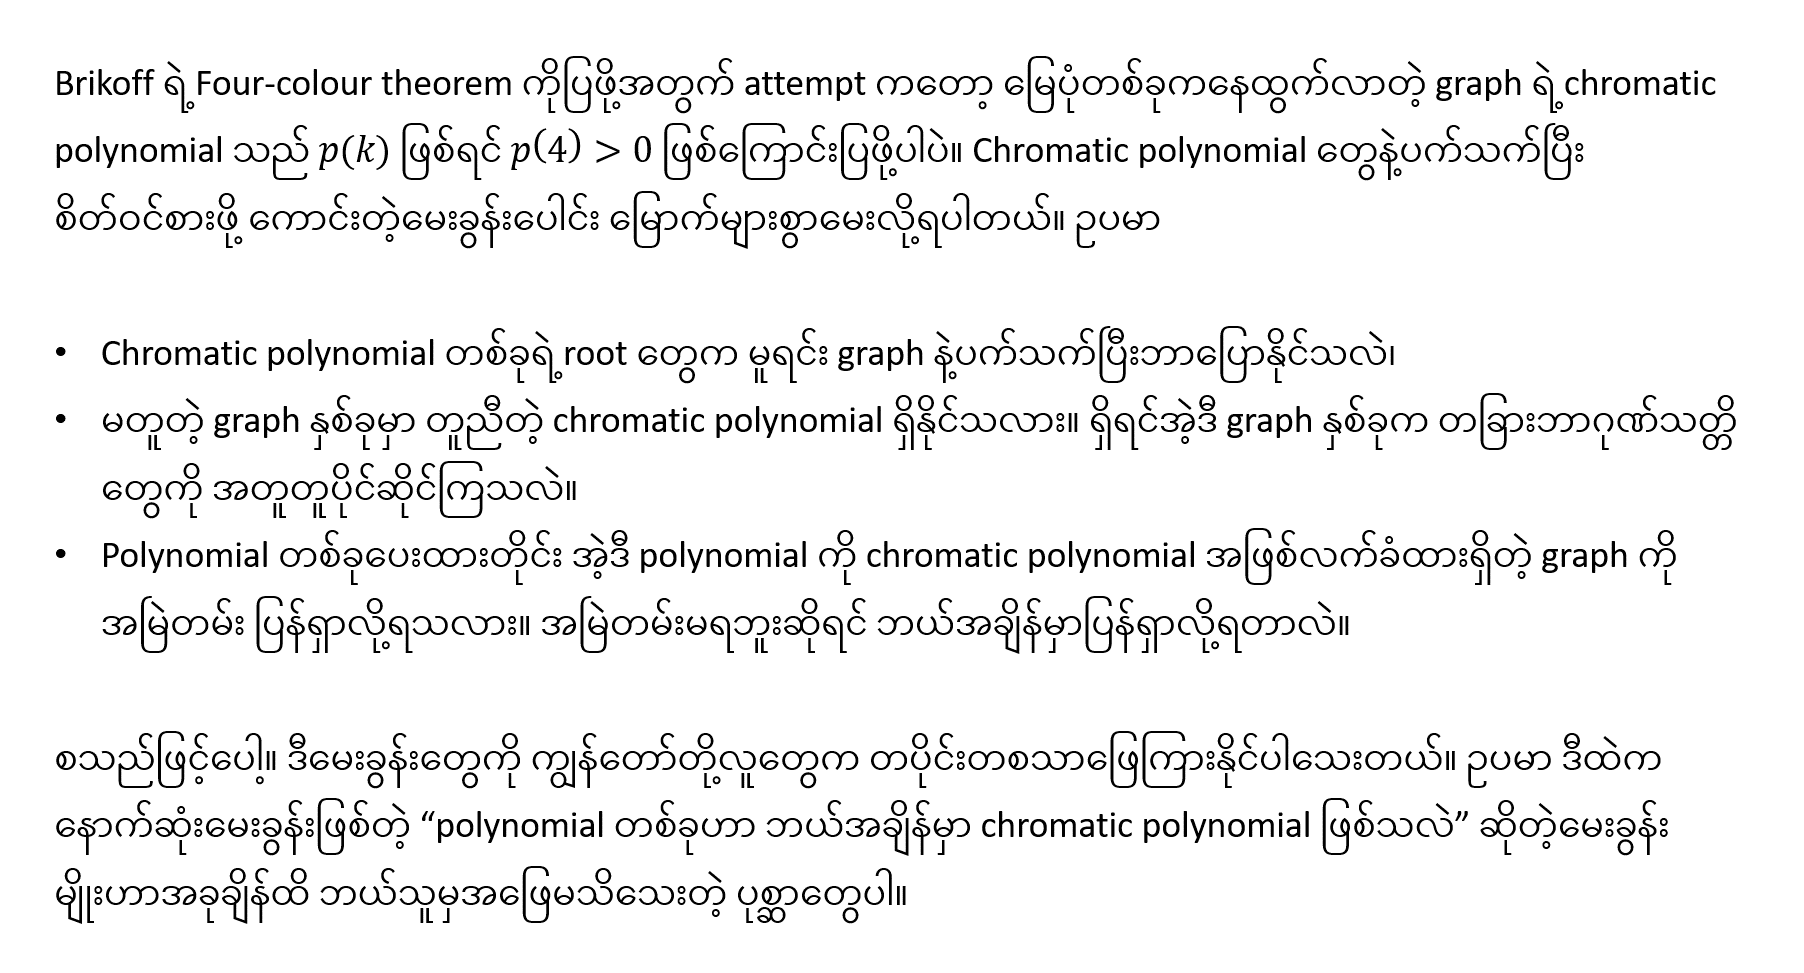 Brikoff ရဲ့ Four-colour theorem ကိုပြဖို့အတွက် attempt ကတော့ မြေပုံတစ်ခုကနေထွက်လာတဲ့ graph ရဲ့ chromatic
polynomial သည် p(k) ဖြစ်ရင် p(4) > 0 ဖြစ်ကြောင်းပြဖို့ပါပဲ။ Chromatic polynomial တွေနဲ့ပက်သက်ပြီး
စိတ်ဝင်စားဖို့ ကောင်းတဲ့မေးခွန်းပေါင်း မြောက်များစွာမေးလို့ရပါတယ်။ ဥပမာ
• Chromatic polynomial တစ်ခုရဲ့ root တွေက မူရင်း graph နဲ့ပက်သက်ပြီးဘာပြောနိုင်သလဲ၊
• မတူတဲ့ graph နှစ်ခုမှာ တူညီတဲ့ chromatic polynomial ရှိနိုင်သလား။ ရှိရင်အဲ့ဒီ graph နှစ်ခုက တခြားဘာဂုဏ်သတ္တိ
တွေကို အတူတူပိုင်ဆိုင်ကြသလဲ။
• Polynomial တစ်ခုပေးထားတိုင်း အဲ့ဒီ polynomial ကို chromatic polynomial အဖြစ်လက်ခံထားရှိတဲ့ graph ကို
အမြဲတမ်း ပြန်ရှာလို့ရသလား။ အမြဲတမ်းမရဘူးဆိုရင် ဘယ်အချိန်မှာပြန်ရှာလို့ရတာလဲ။
စသည်ဖြင့်ပေါ့။ ဒီမေးခွန်းတွေကို ကျွန်တော်တို့လူတွေက တပိုင်းတစသာဖြေကြားနိုင်ပါသေးတယ်။ ဥပမာ ဒီထဲက
နောက်ဆုံးမေးခွန်းဖြစ်တဲ့ “polynomial တစ်ခုဟာ ဘယ်အချိန်မှာ chromatic polynomial ဖြစ်သလဲ” ဆိုတဲ့မေးခွန်း
မျိုးဟာအခုချိန်ထိ ဘယ်သူမှအဖြေမသိသေးတဲ့ ပုစ္ဆာတွေပါ။